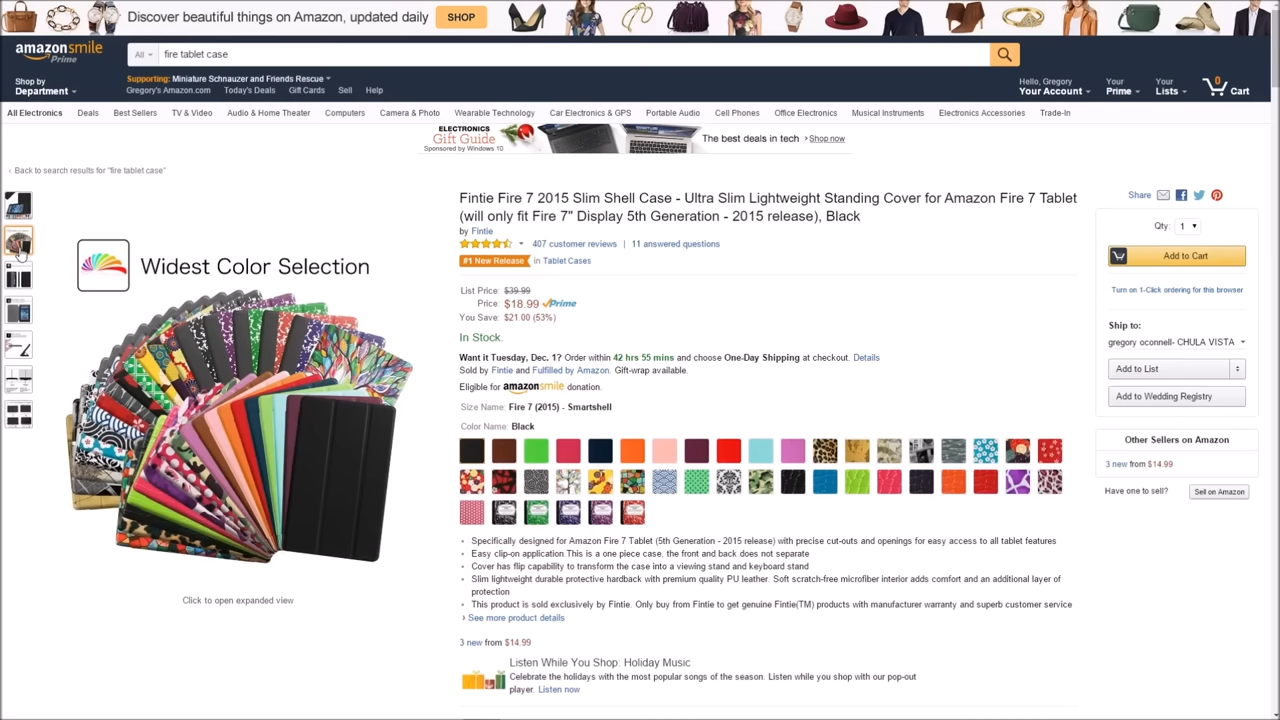 Discover beautiful things on Amazon, updated daily SHOP
amazonsmile
Prime
All
fire tablet case
Shop by
Department
Supporting: Miniature Schnauzer and Friends Rescue
Gregory's Amazon.com Today's Deals Gift Cards Sell Help
Hello, Gregory
Your Account
Your
Prime
Your
Lists
0
Cart
All Electronics Deals Best Sellers TV & Video Audio & Home Theater Computers Camera & Photo Wearable Technology Car Electronics & GPS Portable Audio Cell Phones Office Electronics Musical Instruments Electronics Accessories Trade-In
ELECTRONICS
Gift Guide
Sponsored by Windows 10
The best deals in tech › Shop now
‹ Back to search results for "fire tablet case"
Widest Color Selection
Click to open expanded view
Fintie Fire 7 2015 Slim Shell Case - Ultra Slim Lightweight Standing Cover for Amazon Fire 7 Tablet
(will only fit Fire 7" Display 5th Generation - 2015 release), Black
by Fintie
407 customer reviews | 11 answered questions
#1 New Release in Tablet Cases
List Price: $39.99
Price: $18.99 Prime
You Save: $21.00 (53%)
In Stock.
Want it Tuesday, Dec. 1? Order within 42 hrs 55 mins and choose One-Day Shipping at checkout. Details
Sold by Fintie and Fulfilled by Amazon. Gift-wrap available.
Eligible for amazonsmile donation.
Size Name: Fire 7 (2015) - Smartshell
Color Name: Black
• Specifically designed for Amazon Fire 7 Tablet (5th Generation - 2015 release) with precise cut-outs and openings for easy access to all tablet features
• Easy clip-on application.This is a one piece case, the front and back does not separate
• Cover has flip capability to transform the case into a viewing stand and keyboard stand
• Slim lightweight durable protective hardback with premium quality PU leather. Soft scratch-free microfiber interior adds comfort and an additional layer of
protection
• This product is sold exclusively by Fintie. Only buy from Fintie to get genuine Fintie(TM) products with manufacturer warranty and superb customer service
› See more product details
3 new from $14.99
Listen While You Shop: Holiday Music
Celebrate the holidays with the most popular songs of the season. Listen while you shop with our pop-out
player. Listen now
Share
Qty: 1
Add to Cart
Turn on 1-Click ordering for this browser
Ship to:
gregory oconnell- CHULA VISTA
Add to List
Add to Wedding Registry
Other Sellers on Amazon
3 new from $14.99
Have one to sell? Sell on Amazon